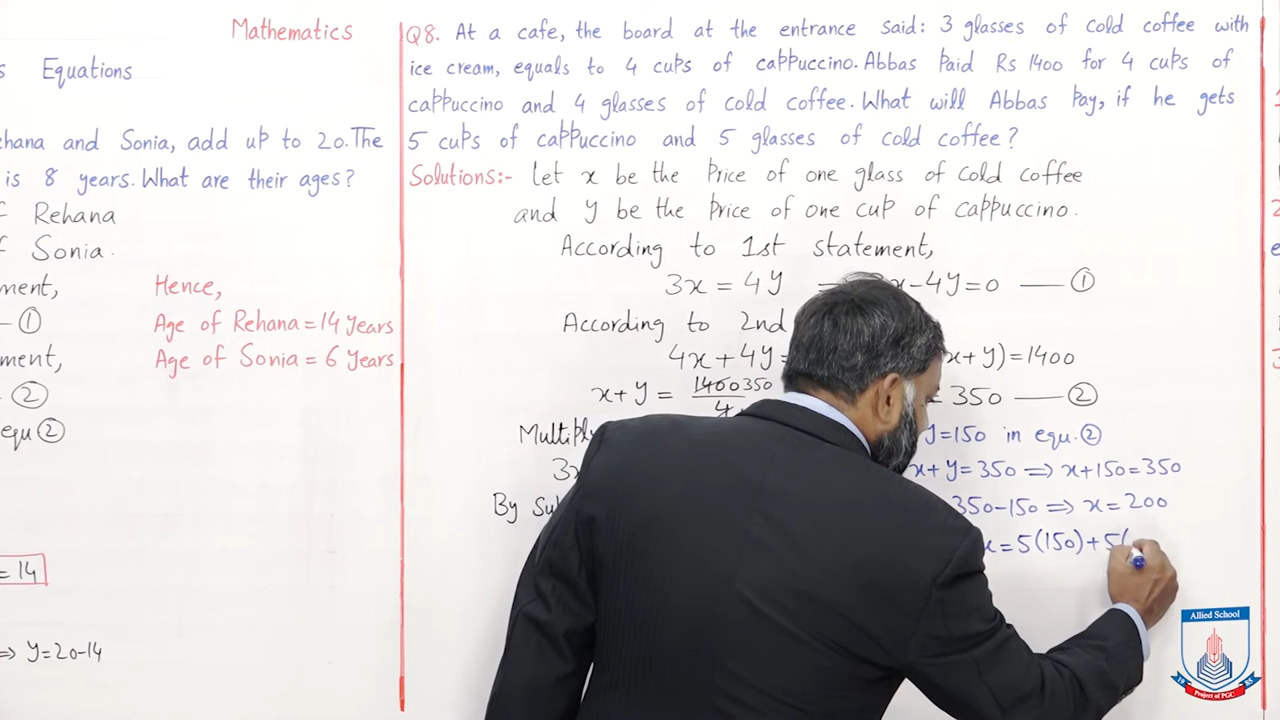 Mathematics
Equations
Rehana and Sonia, add up to 20. The
is 8 years. What are their ages?
Rehana
Sonia.
Hence,
①
Age of Rehana = 14 Years
Age of Sonia = 6 Years
②
equ ②
= 14
⇒ Y = 20-14
Q8. At a cafe, the board at the entrance said: 3 glasses of cold coffee with
ice cream, equals to 4 cups of cappuccino. Abbas Paid Rs 1400 for 4 cups of
cappuccino and 4 glasses of cold coffee. What will Abbas Pay, if he gets
5 cups of cappuccino and 5 glasses of cold coffee?
Solutions:- Let x be the Price of one glass of Cold coffee
and y be the Price of one cup of cappuccino.
According to 1st statement,
3x = 4Y x-4Y=0 — ①
According to 2nd
4x + 4Y = x + Y) = 1400
x + Y = 1400 350 = 350 — ②
4
Y=150 in equ. ②
3x x + Y = 350 ⇒ x+150=350
By 350-150 ⇒ x = 200
x = 5(150)+5(
Allied School
19 85
Project of PGC